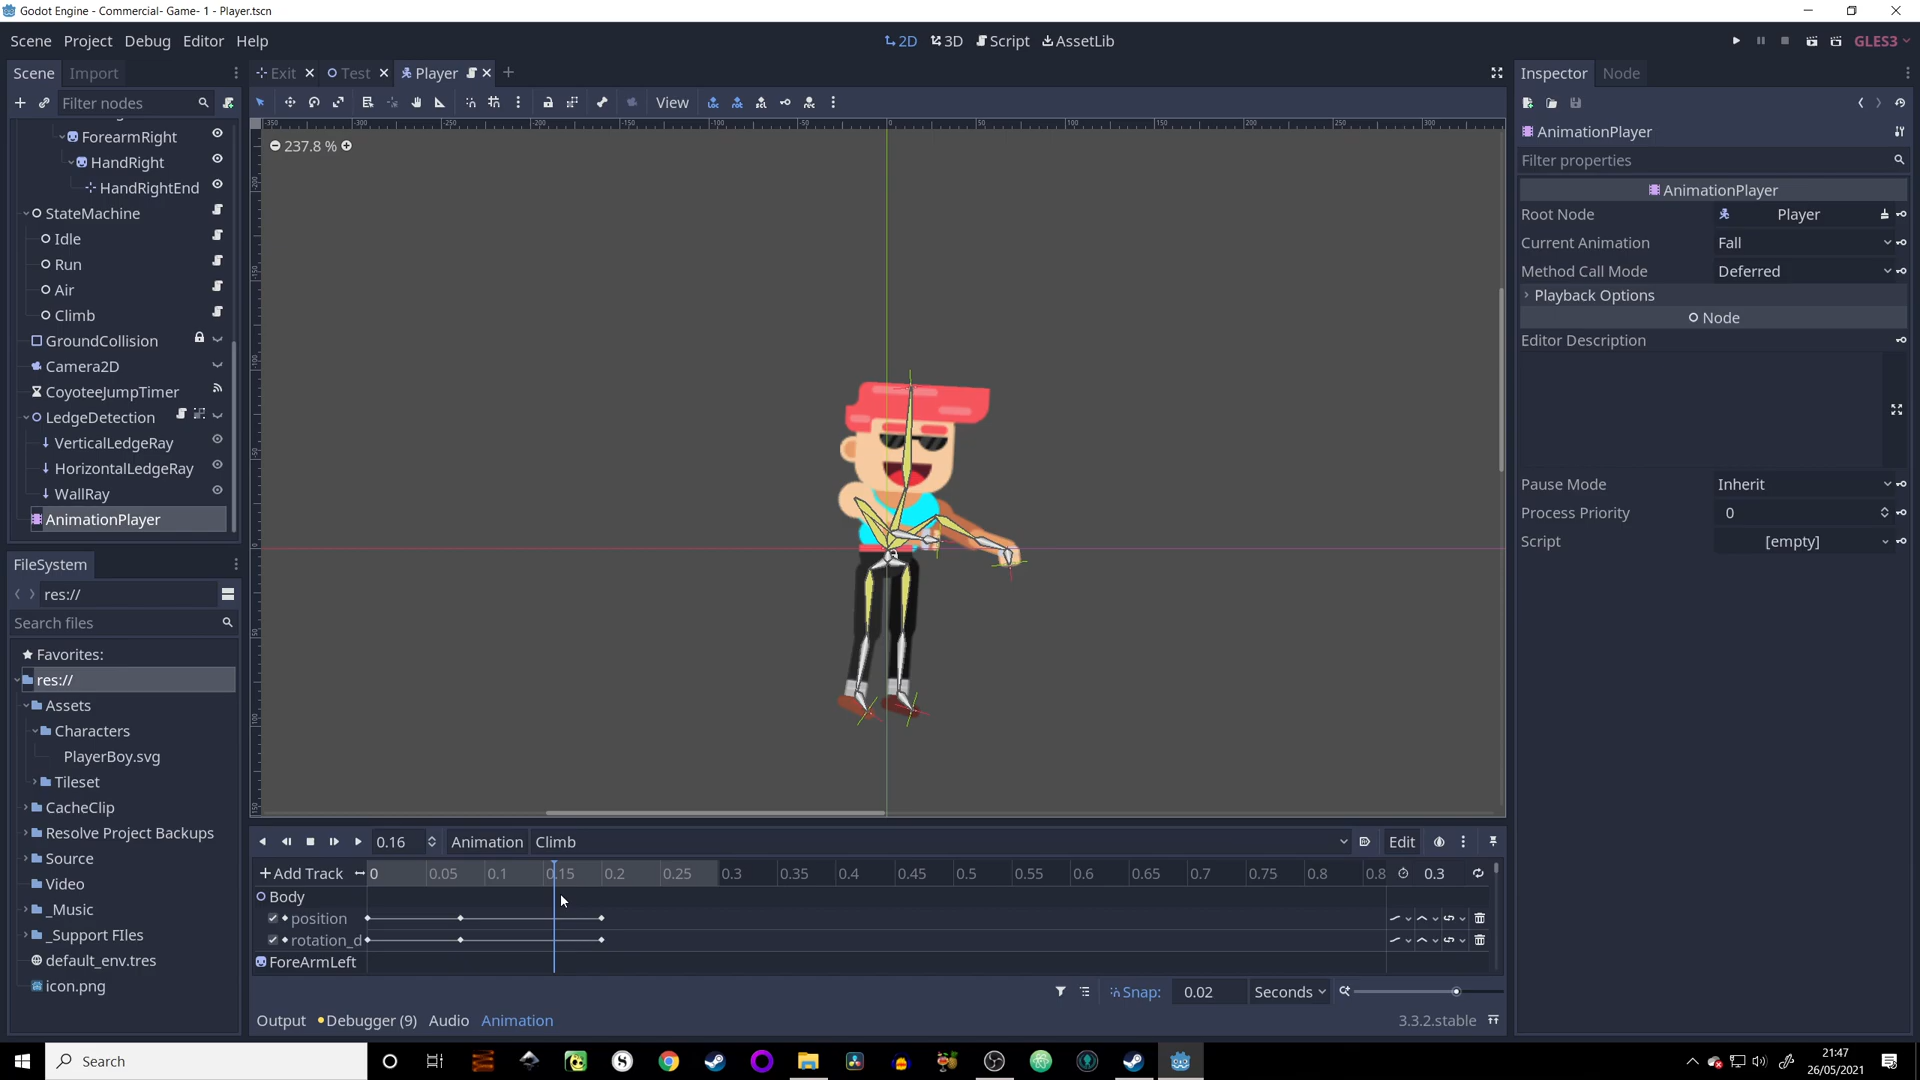 Godot Engine - Commercial- Game- 1 - Player.tscn
Scene Project Debug Editor Help
2D 3D Script AssetLib
GLES3
Scene Import
Filter nodes
ForearmRight
HandRight
HandRightEnd
StateMachine
Idle
Run
Air
Climb
GroundCollision
Camera2D
CoyoteeJumpTimer
LedgeDetection
VerticalLedgeRay
HorizontalLedgeRay
WallRay
AnimationPlayer
FileSystem
res://
Search files
Favorites:
res://
Assets
Characters
PlayerBoy.svg
Tileset
CacheClip
Resolve Project Backups
Source
Video
_Music
_Support FIles
default_env.tres
icon.png
Exit Test Player
View
237.8 %
0.16 Animation Climb Edit
Add Track 0 0.05 0.1 0.15 0.2 0.25 0.3 0.35 0.4 0.45 0.5 0.55 0.6 0.65 0.7 0.75 0.8 0.8 0.3
Body
position
rotation_d
ForeArmLeft
Snap: 0.02 Seconds
Output Debugger (9) Audio Animation 3.3.2.stable
Inspector Node
AnimationPlayer
Filter properties
AnimationPlayer
Root Node Player
Current Animation Fall
Method Call Mode Deferred
Playback Options
Node
Editor Description
Pause Mode Inherit
Process Priority 0
Script [empty]
Search
21:47
26/05/2021